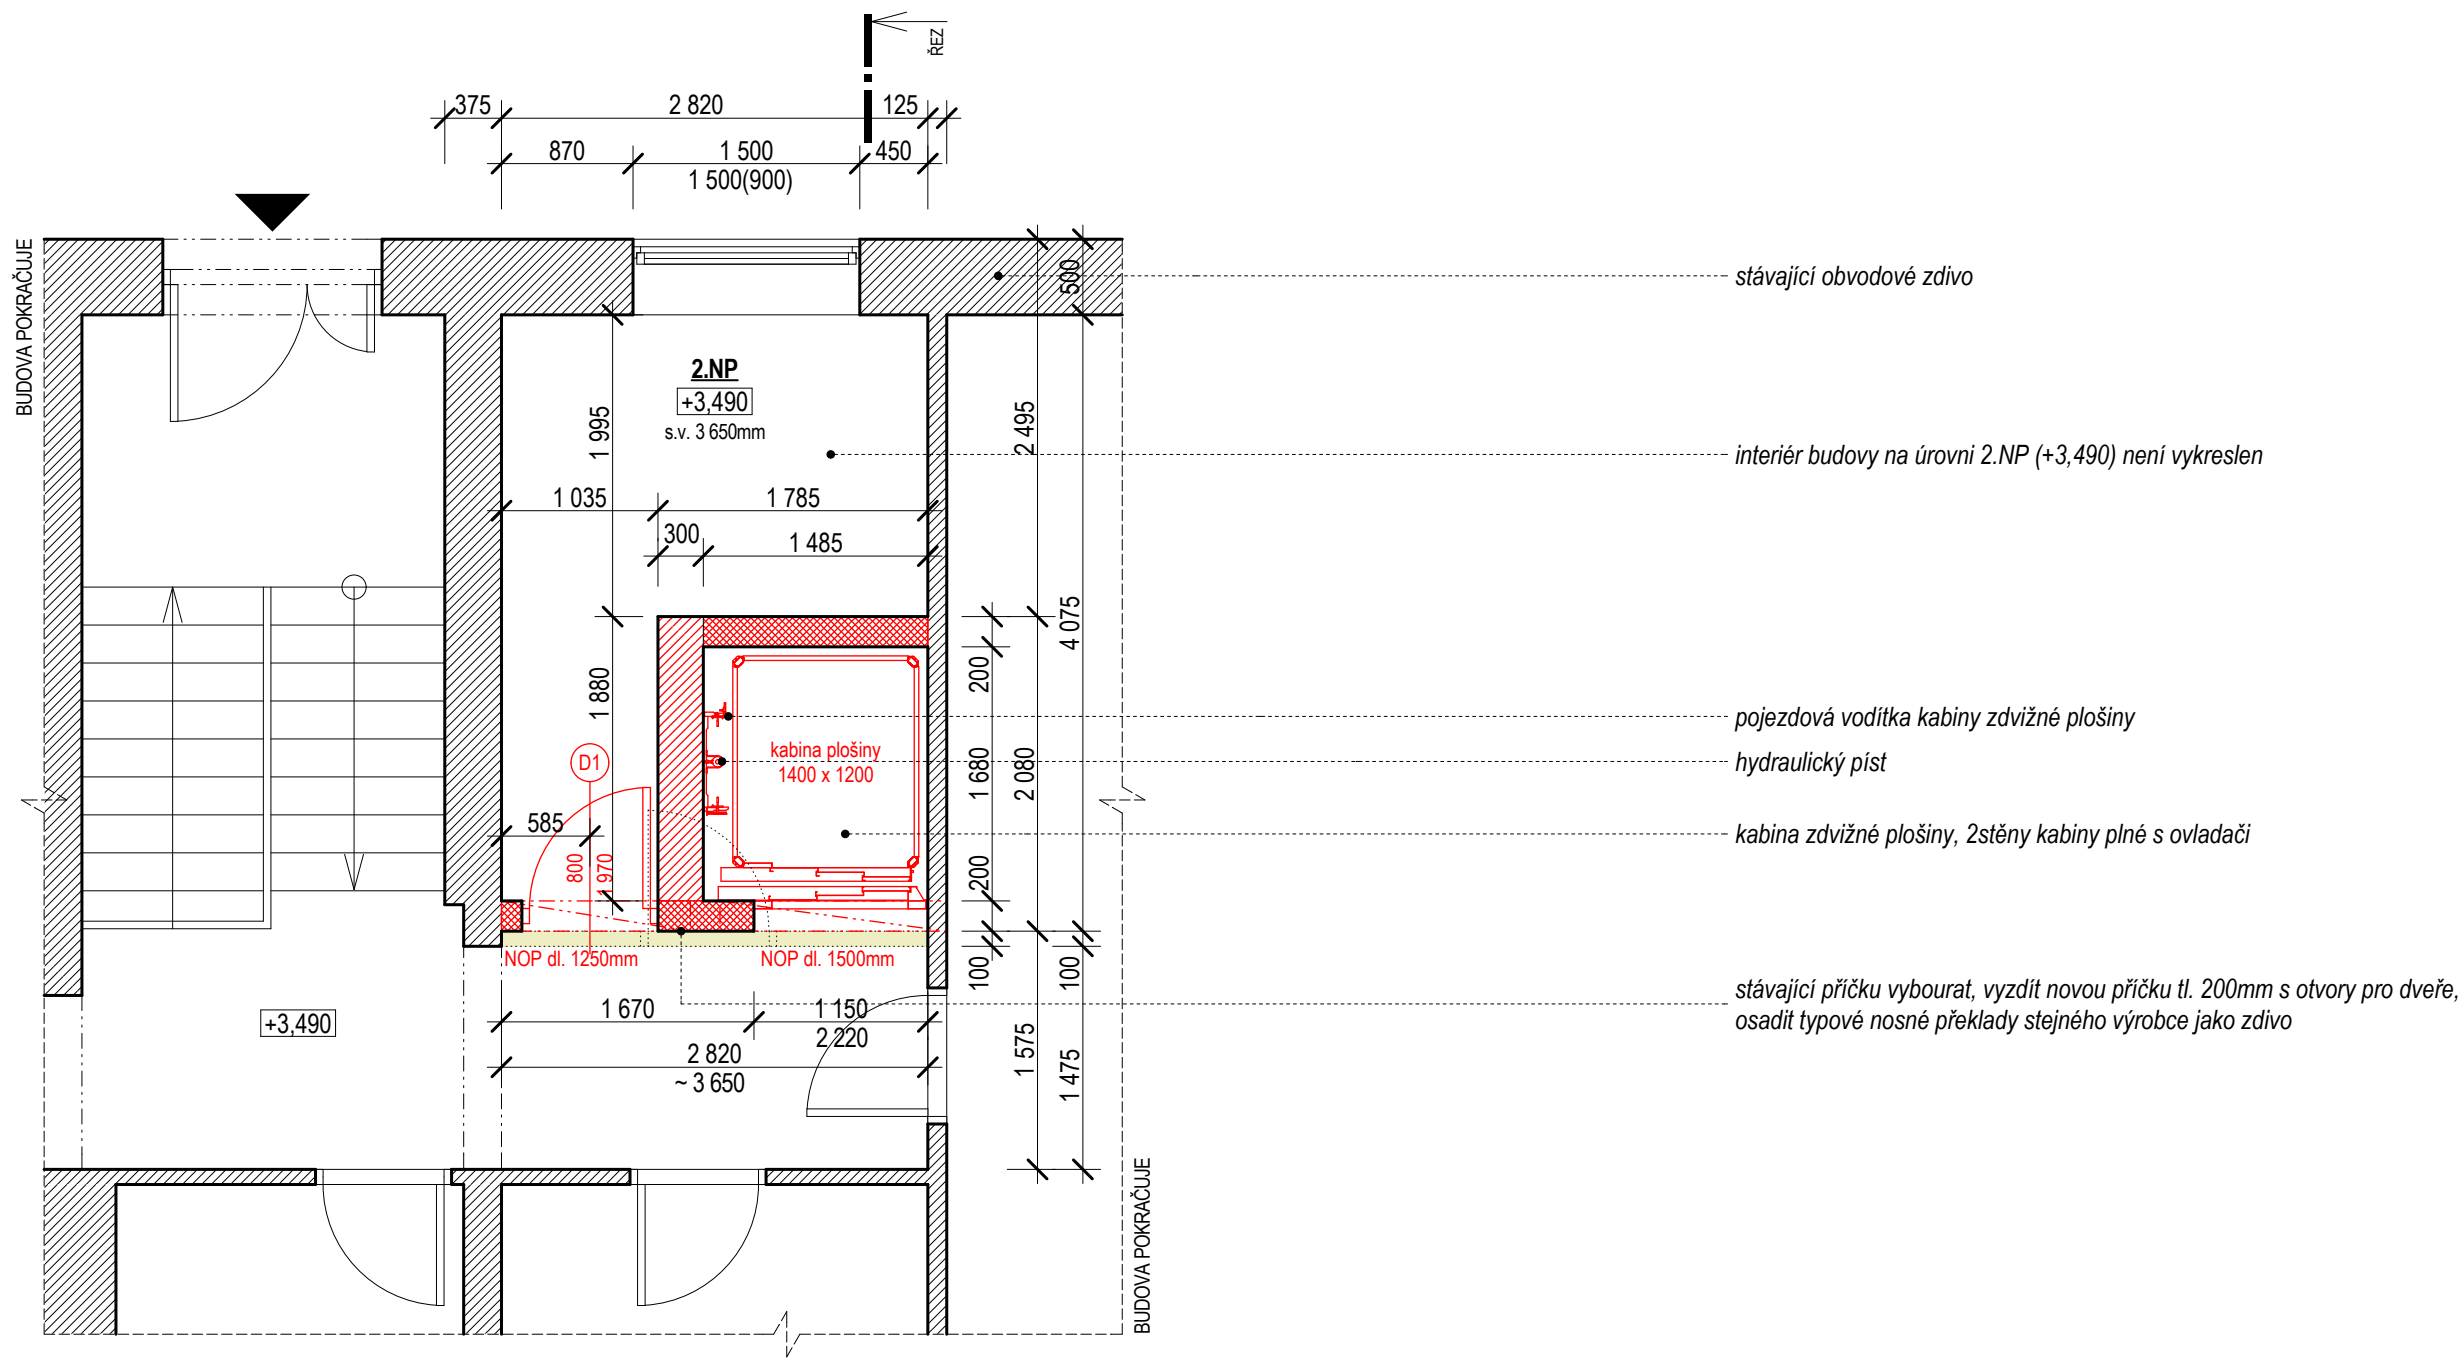 ŘEZ
375
2 820
125
870
1 500
450
1 500(900)
BUDOVA POKRAČUJE
500
stávající obvodové zdivo
2.NP
+3,490
s.v. 3 650mm
1 995
2 495
interiér budovy na úrovni 2.NP (+3,490) není vykreslen
1 035
1 785
300
1 485
4 075
200
1 880
pojezdová vodítka kabiny zdvižné plošiny
kabina plošiny
1400 x 1200
D1
1 680
2 080
hydraulický píst
585
kabina zdvižné plošiny, 2stěny kabiny plné s ovladači
800
1 970
200
NOP dl. 1250mm
NOP dl. 1500mm
100
100
stávající příčku vybourat, vyzdít novou příčku tl. 200mm s otvory pro dveře,
osadit typové nosné překlady stejného výrobce jako zdivo
+3,490
1 670
1 150
2 220
2 820
~ 3 650
1 575
1 475
BUDOVA POKRAČUJE